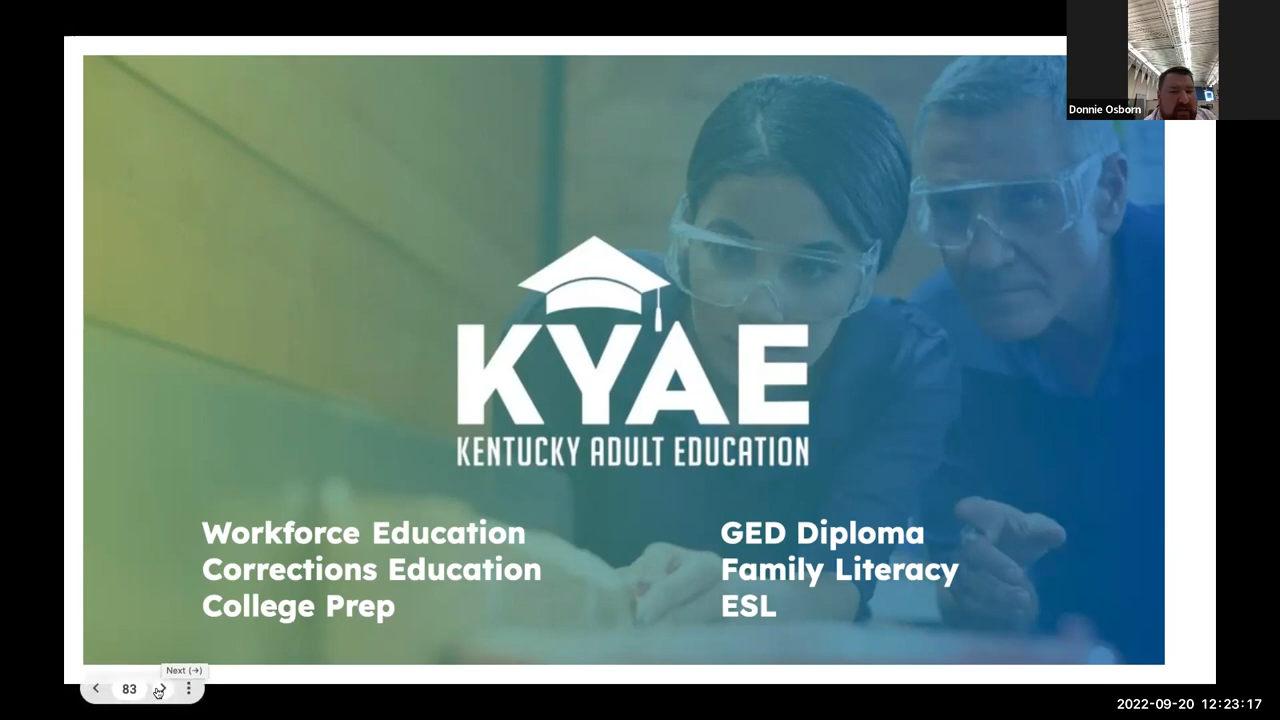 Donnie Osborn
KYAE
KENTUCKY ADULT EDUCATION
Workforce Education
Corrections Education
College Prep
GED Diploma
Family Literacy
ESL
Next (→)
83
2022-09-20 12:23:17